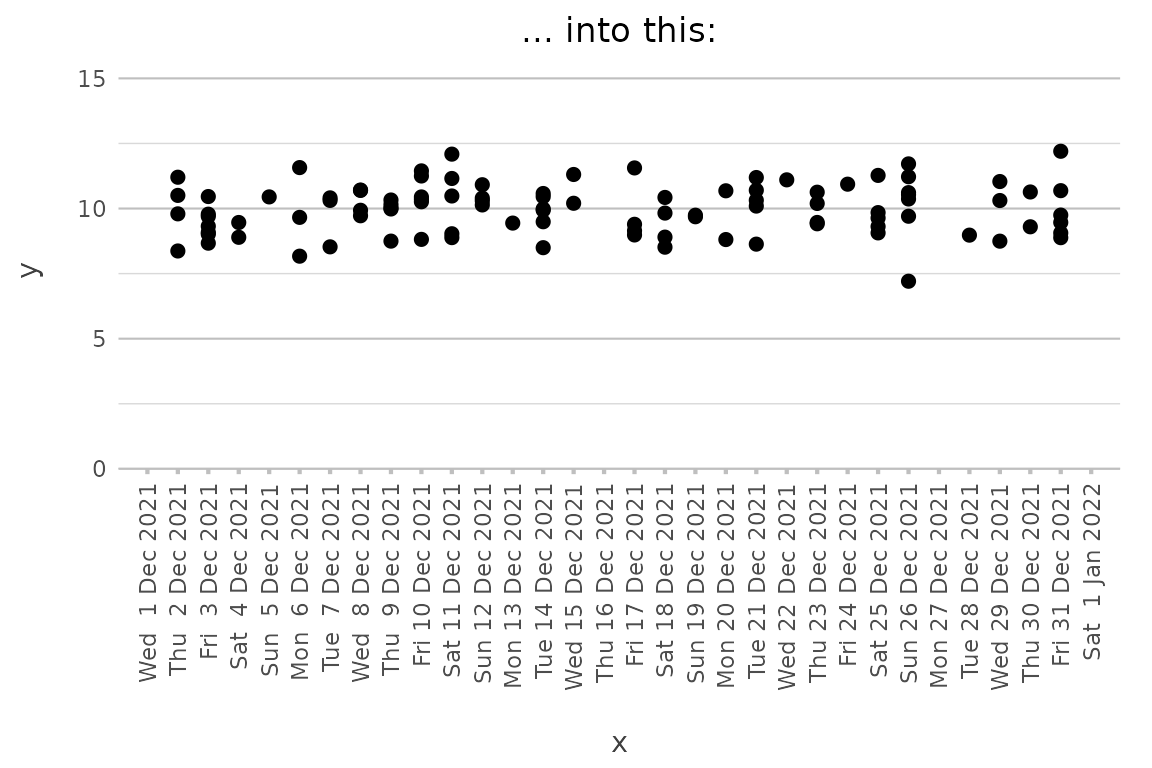 ... into this:
15
10
5
0
y
Wed  1 Dec 2021
Thu  2 Dec 2021
Fri  3 Dec 2021
Sat  4 Dec 2021
Sun  5 Dec 2021
Mon  6 Dec 2021
Tue  7 Dec 2021
Wed  8 Dec 2021
Thu  9 Dec 2021
Fri 10 Dec 2021
Sat 11 Dec 2021
Sun 12 Dec 2021
Mon 13 Dec 2021
Tue 14 Dec 2021
Wed 15 Dec 2021
Thu 16 Dec 2021
Fri 17 Dec 2021
Sat 18 Dec 2021
Sun 19 Dec 2021
Mon 20 Dec 2021
Tue 21 Dec 2021
Wed 22 Dec 2021
Thu 23 Dec 2021
Fri 24 Dec 2021
Sat 25 Dec 2021
Sun 26 Dec 2021
Mon 27 Dec 2021
Tue 28 Dec 2021
Wed 29 Dec 2021
Thu 30 Dec 2021
Fri 31 Dec 2021
Sat  1 Jan 2022
x